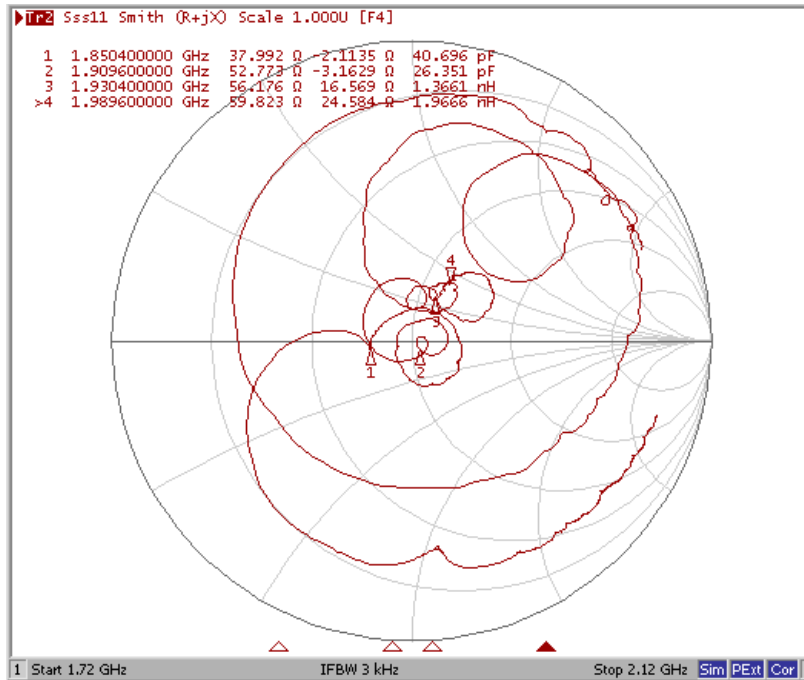 Tr2 Sss11 Smith (R+jX) Scale 1.000U [F4]
1 1.850400000 GHz 37.992 Ω -2.1135 Ω 40.696 pF
2 1.909600000 GHz 52.773 Ω -3.1629 Ω 26.351 pF
3 1.930400000 GHz 56.176 Ω 16.569 Ω 1.3661 nH
>4 1.989600000 GHz 59.823 Ω 24.584 Ω 1.9666 nH
4
3
1
2
1 Start 1.72 GHz IFBW 3 kHz Stop 2.12 GHz Sim PExt Cor